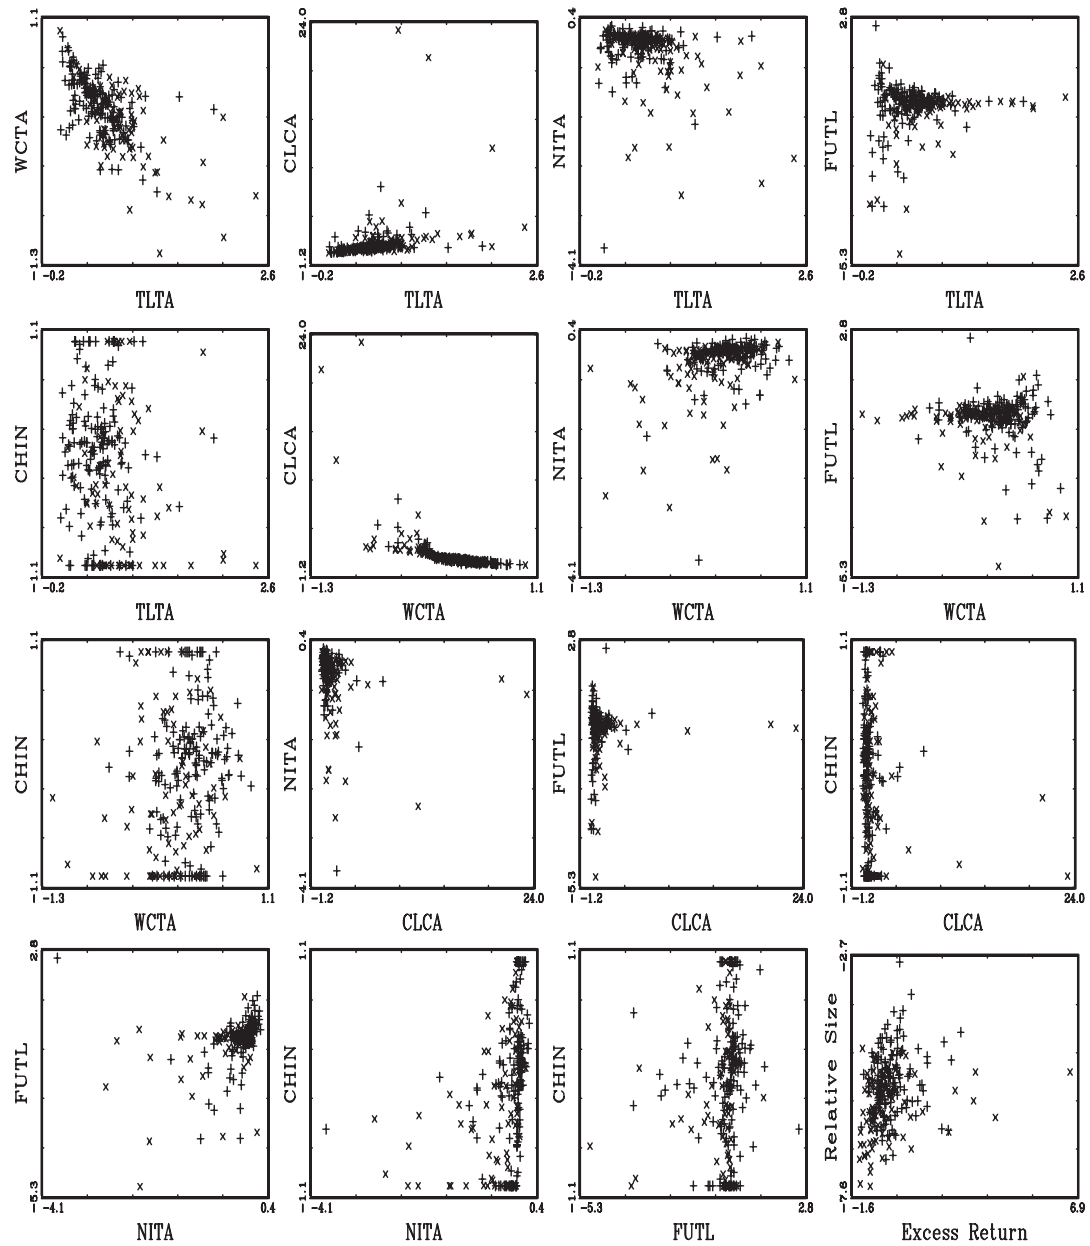 1.1
WCTA
-1.3
-0.2
2.6
TLTA
24.0
CLCA
-1.2
-0.2
2.6
TLTA
0.4
NITA
-4.1
-0.2
2.6
TLTA
2.8
FUTL
-5.3
-0.2
2.6
TLTA
1.1
CHIN
-1.1
-0.2
2.6
TLTA
24.0
CLCA
-1.2
-1.3
1.1
WCTA
0.4
NITA
-4.1
-1.3
1.1
WCTA
2.8
FUTL
-5.3
-1.3
1.1
WCTA
1.1
CHIN
-1.1
-1.3
1.1
WCTA
0.4
NITA
-4.1
-1.2
24.0
CLCA
2.8
FUTL
-5.3
-1.2
24.0
CLCA
1.1
CHIN
-1.1
-1.2
24.0
CLCA
2.8
FUTL
-5.3
-4.1
0.4
NITA
1.1
CHIN
-1.1
-4.1
0.4
NITA
1.1
CHIN
-1.1
-5.3
2.8
FUTL
-2.7
Relative Size
-7.6
-1.6
6.9
Excess Return